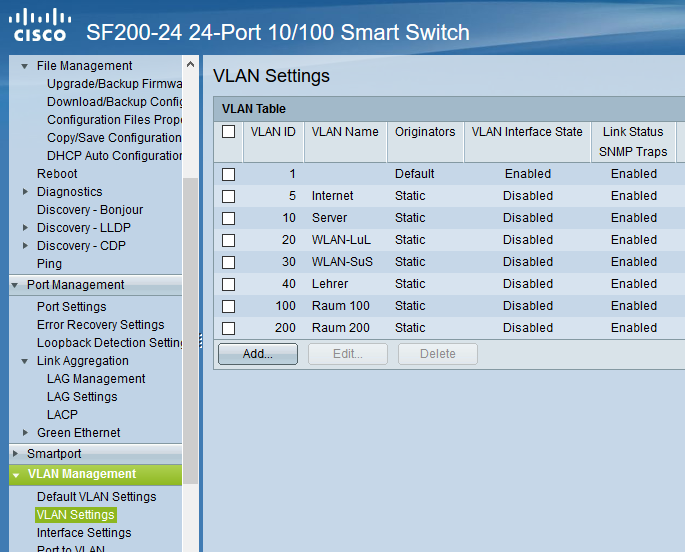 CISCO SF200-24 24-Port 10/100 Smart Switch
File Management
Upgrade/Backup Firmwa
Download/Backup Config
Configuration Files Prope
Copy/Save Configuration
DHCP Auto Configuration
Reboot
Diagnostics
Discovery - Bonjour
Discovery - LLDP
Discovery - CDP
Ping
Port Management
Port Settings
Error Recovery Settings
Loopback Detection Setting
Link Aggregation
LAG Management
LAG Settings
LACP
Green Ethernet
Smartport
VLAN Management
Default VLAN Settings
VLAN Settings
Interface Settings
Port to VLAN
VLAN Settings
VLAN Table
VLAN ID VLAN Name Originators VLAN Interface State Link Status
SNMP Traps
1 Default Enabled Enabled
5 Internet Static Disabled Enabled
10 Server Static Disabled Enabled
20 WLAN-LuL Static Disabled Enabled
30 WLAN-SuS Static Disabled Enabled
40 Lehrer Static Disabled Enabled
100 Raum 100 Static Disabled Enabled
200 Raum 200 Static Disabled Enabled
Add... Edit... Delete